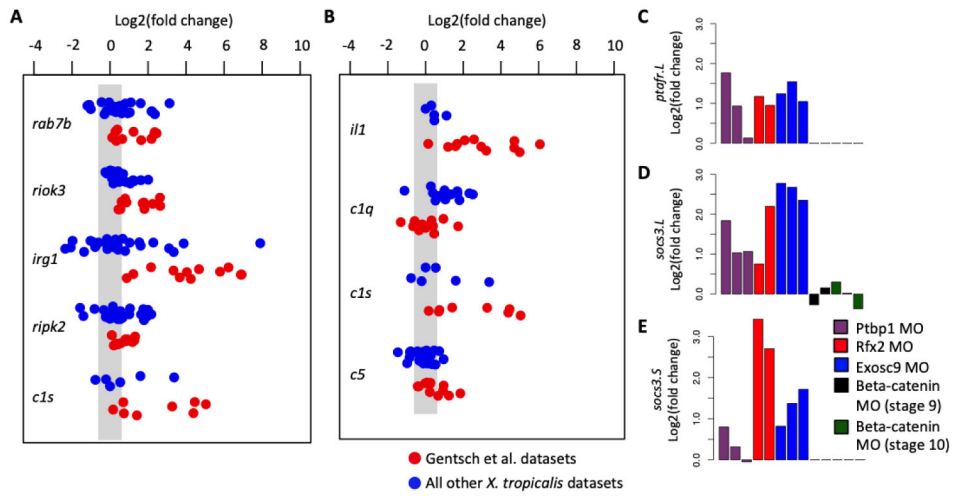 A
Log2(fold change)
-4 -2 0 2 4 6 8 10
rab7b
riok3
irg1
ripk2
c1s
B
Log2(fold change)
-4 -2 0 2 4 6 8 10
il1
c1q
c1s
c5
Gentsch et al. datasets
All other X. tropicalis datasets
C
ptafr.L
Log2(fold change)
0.0 1.0 2.0 3.0
D
socs3.L
Log2(fold change)
0.0 1.0 2.0 3.0
E
socs3.S
Log2(fold change)
0.0 1.0 2.0 3.0
Ptbp1 MO
Rfx2 MO
Exosc9 MO
Beta-catenin
MO (stage 9)
Beta-catenin
MO (stage 10)